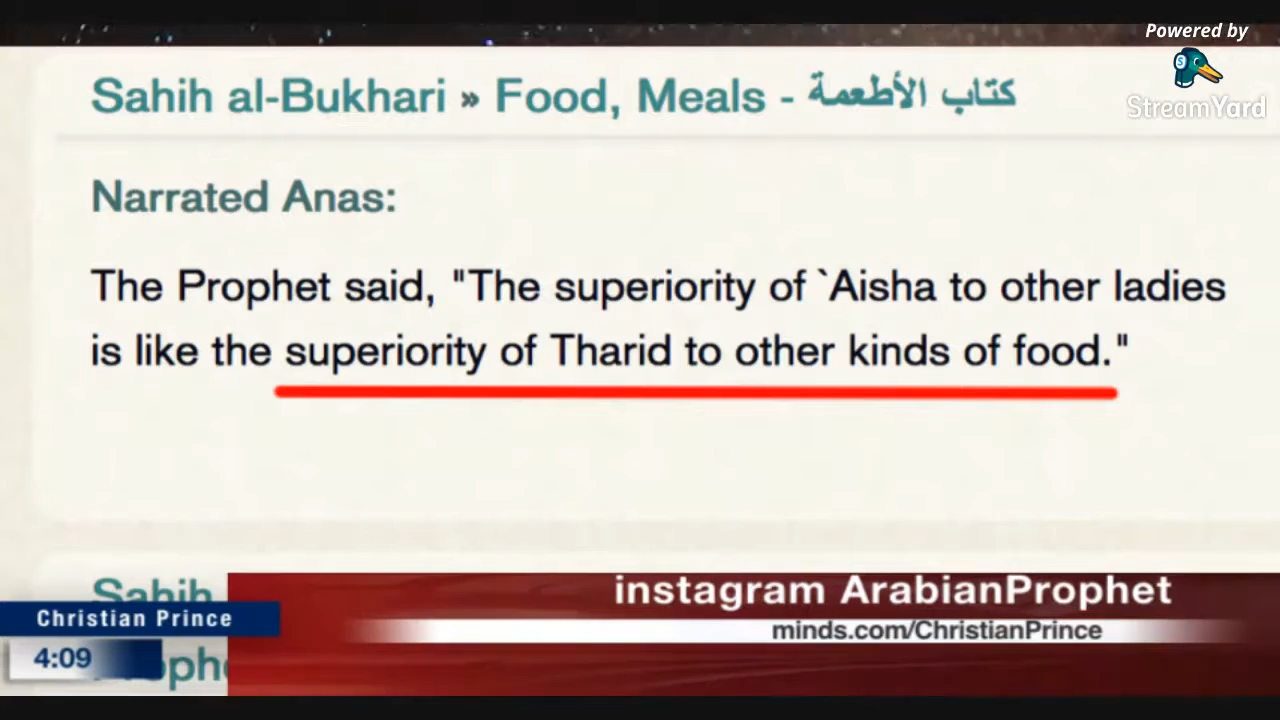 Powered by
StreamYard
Sahih al-Bukhari » Food, Meals - كتاب الأطعمة
Narrated Anas:
The Prophet said, "The superiority of `Aisha to other ladies
is like the superiority of Tharid to other kinds of food."
Sahih
instagram ArabianProphet
Christian Prince
minds.com/ChristianPrince
4:09